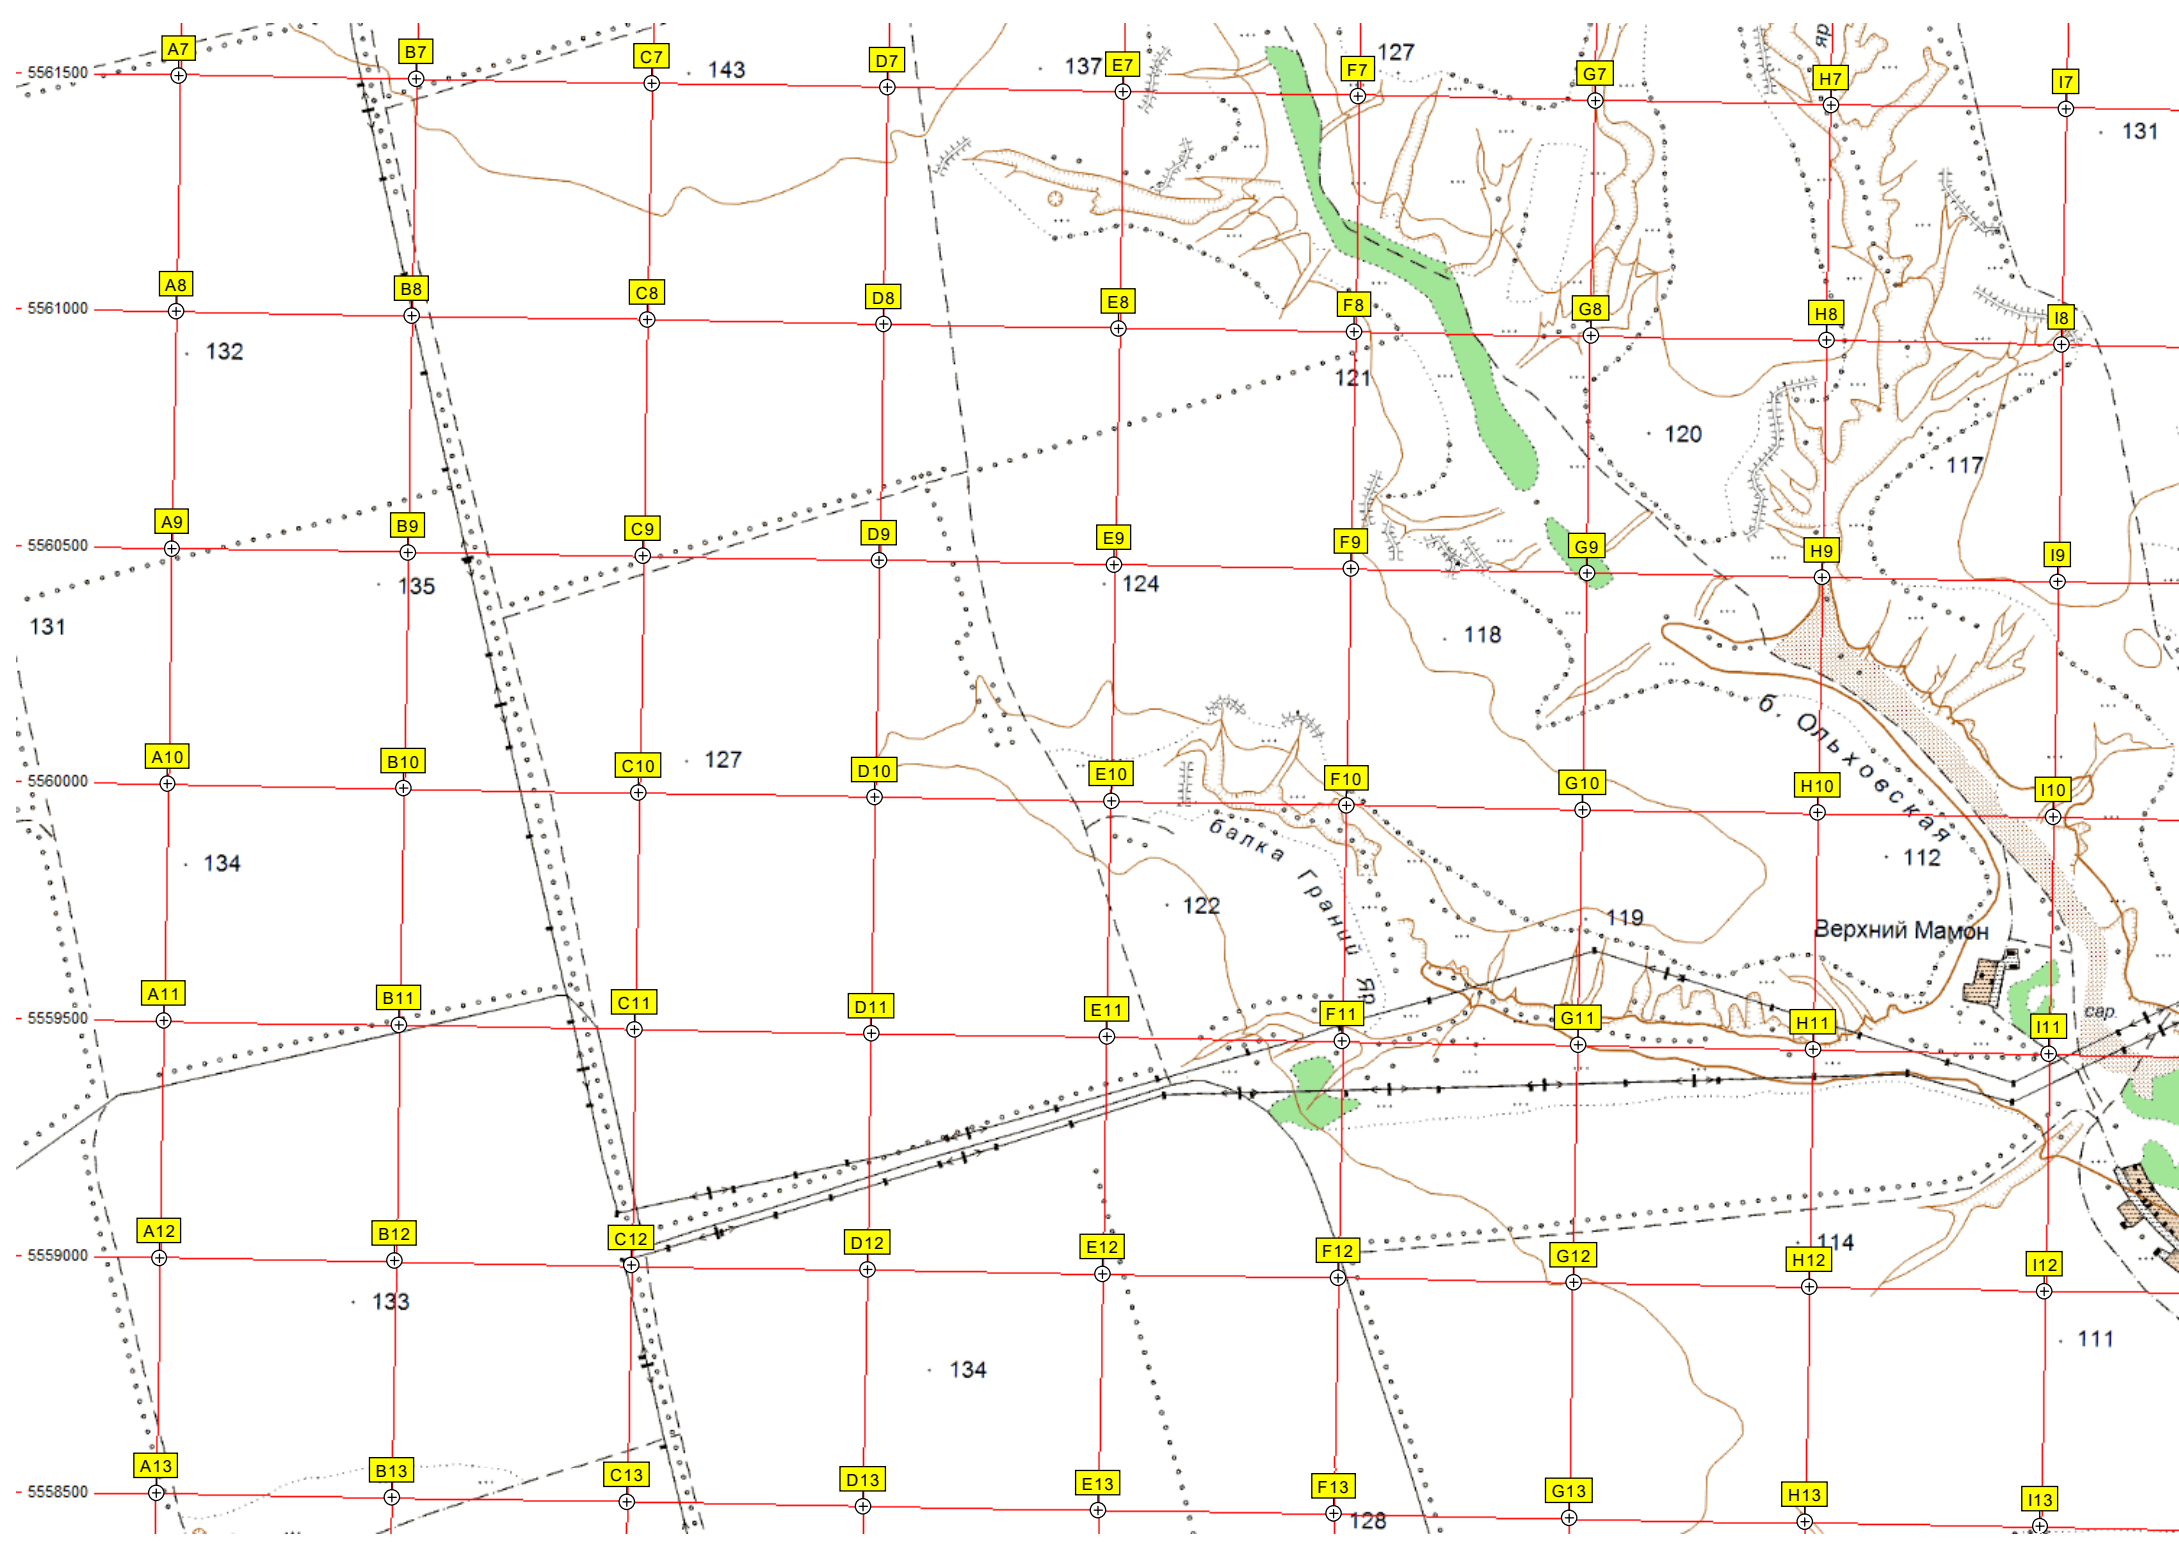 яр
A7 B7 C7 D7 E7 F7 G7 H7 I7
5561500 143 137 127 131
A8 B8 C8 D8 E8 F8 G8 H8 I8
5561000
132 121
120 117
A9 B9 C9 D9 E9 F9 G9 H9 I9
5560500
135 124
131 118
б. Ольховская
A10 B10 C10 D10 E10 F10 G10 H10 I10
5560000 127
балка Граний Яр
134 112
122 119
Верхний Мамон
A11 B11 C11 D11 E11 F11 G11 H11 I11
5559500 сар.
A12 B12 C12 D12 E12 F12 G12 H12 I12
5559000 114
133
111
134
A13 B13 C13 D13 E13 F13 G13 H13 I13
5558500
128